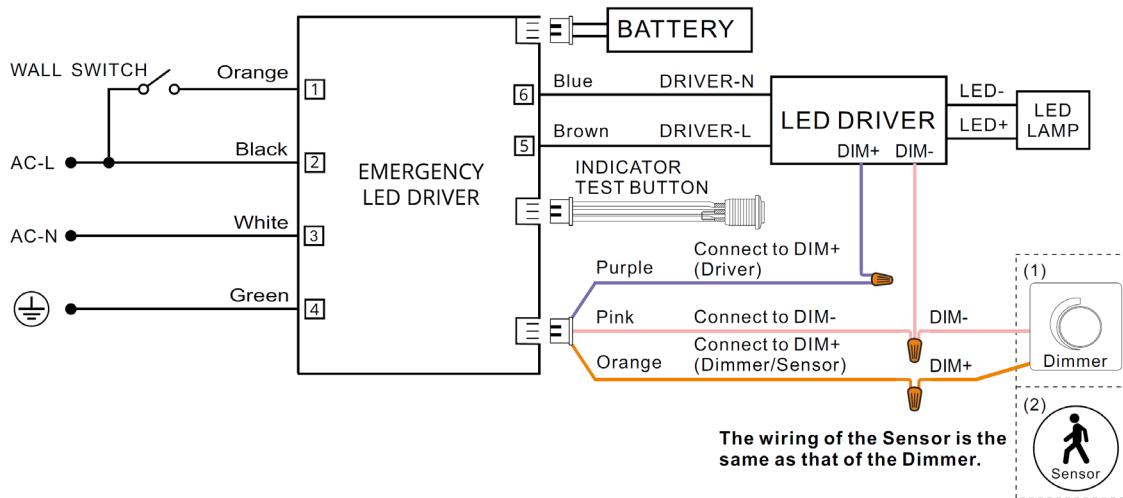 BATTERY
WALL SWITCH
Orange
1
AC-L
Black
2
AC-N
White
3
Green
4
EMERGENCY
LED DRIVER
6
Blue
DRIVER-N
5
Brown
DRIVER-L
LED DRIVER
DIM+
DIM-
LED-
LED+
LED
LAMP
INDICATOR
TEST BUTTON
Purple
Connect to DIM+
(Driver)
Pink
Connect to DIM-
DIM-
Orange
Connect to DIM+
(Dimmer/Sensor)
DIM+
(1)
Dimmer
(2)
Sensor
The wiring of the Sensor is the
same as that of the Dimmer.